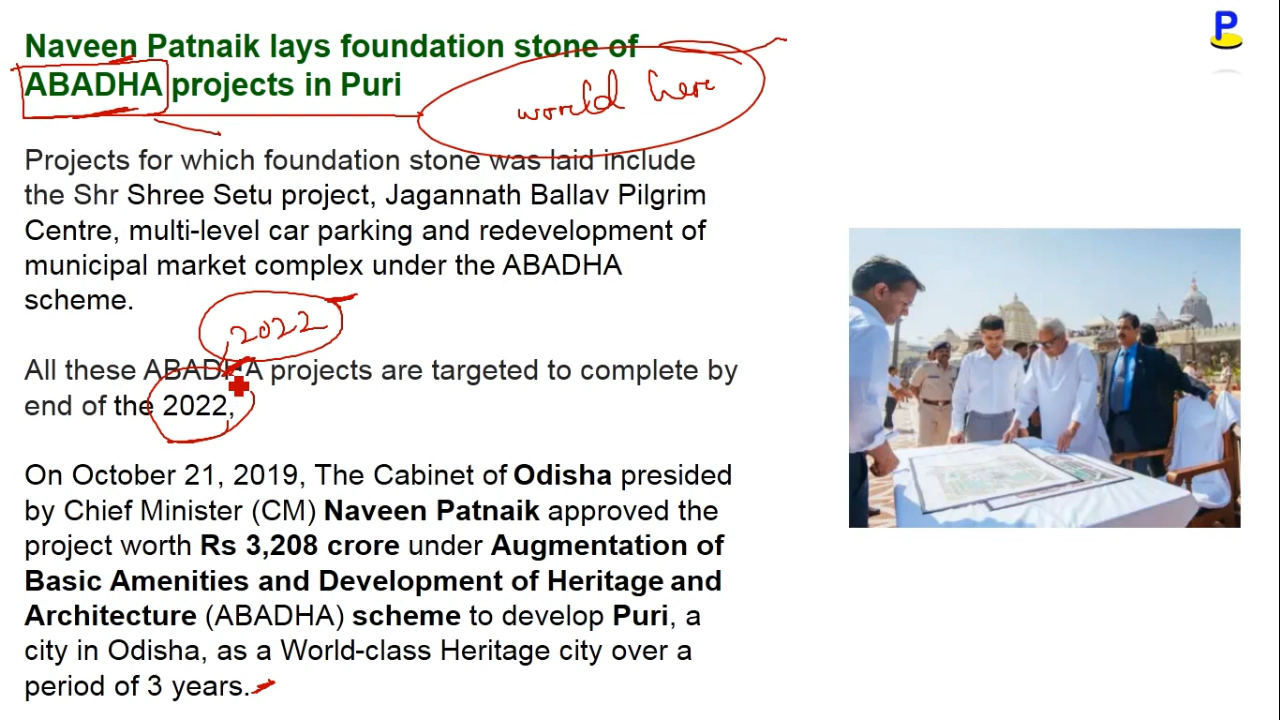 Naveen Patnaik lays foundation stone of
ABADHA projects in Puri
world here
Projects for which foundation stone was laid include
the Shr Shree Setu project, Jagannath Ballav Pilgrim
Centre, multi-level car parking and redevelopment of
municipal market complex under the ABADHA
scheme.
2022
All these ABADHA projects are targeted to complete by
end of the 2022,
On October 21, 2019, The Cabinet of Odisha presided
by Chief Minister (CM) Naveen Patnaik approved the
project worth Rs 3,208 crore under Augmentation of
Basic Amenities and Development of Heritage and
Architecture (ABADHA) scheme to develop Puri, a
city in Odisha, as a World-class Heritage city over a
period of 3 years.
P